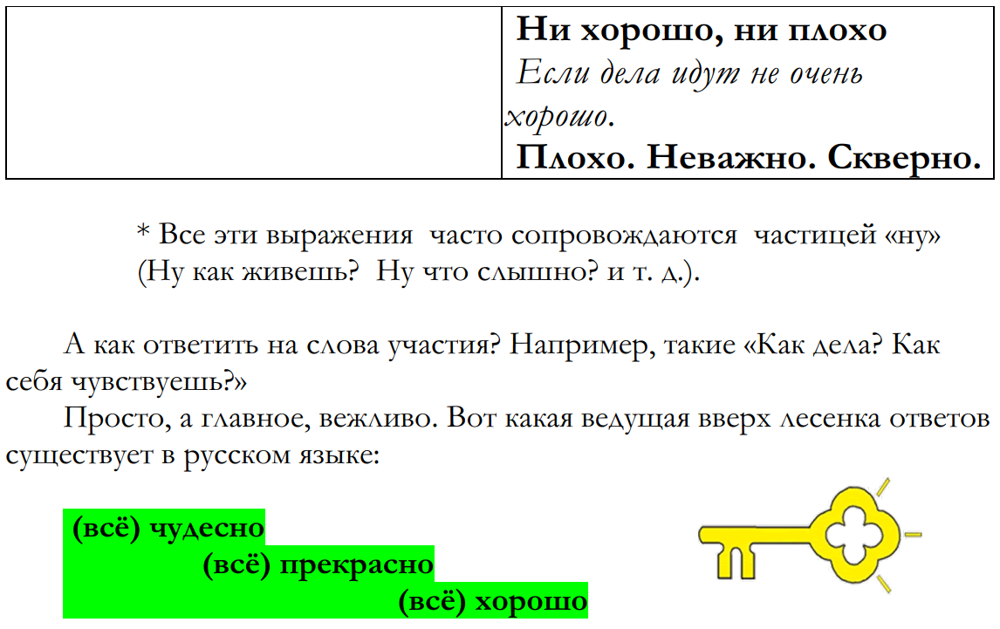 Ни хорошо, ни плохо
Если дела идут не очень
хорошо.
Плохо. Неважно. Скверно.
* Все эти выражения часто сопровождаются частицей «ну»
(Ну как живешь? Ну что слышно? и т. д.).
А как ответить на слова участия? Например, такие «Как дела? Как
себя чувствуешь?»
Просто, а главное, вежливо. Вот какая ведущая вверх лесенка ответов
существует в русском языке:
(всё) чудесно
(всё) прекрасно
(всё) хорошо